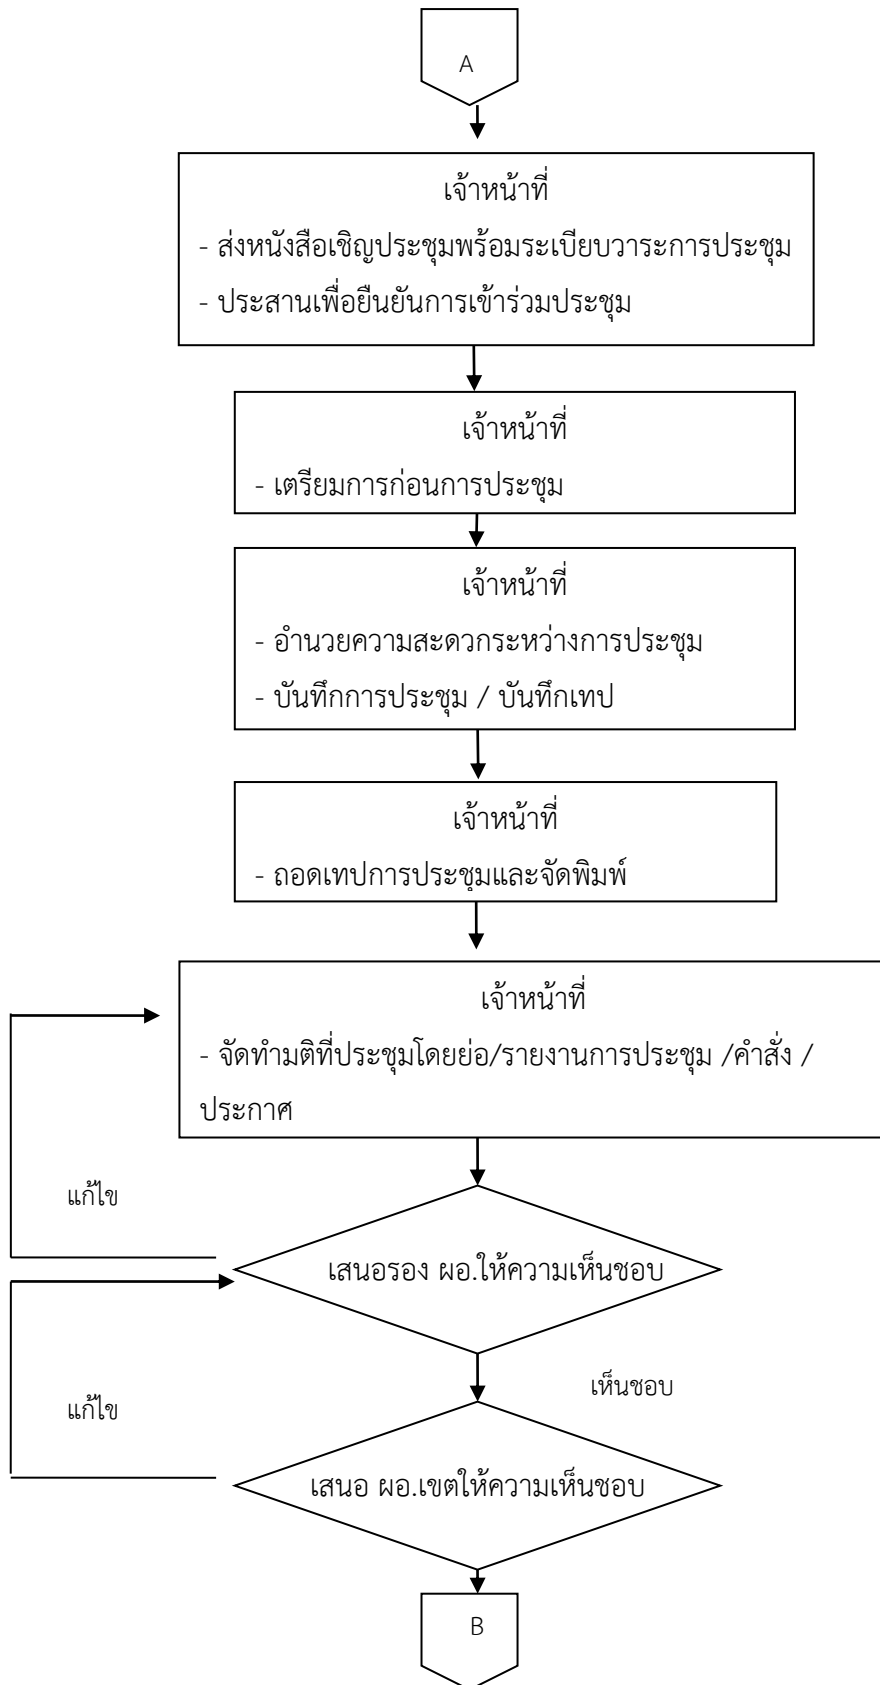 A
เจ้าหน้าที่
- ส่งหนังสือเชิญประชุมพร้อมระเบียบวาระการประชุม
- ประสานเพื่อยืนยันการเข้าร่วมประชุม
เจ้าหน้าที่
- เตรียมการก่อนการประชุม
เจ้าหน้าที่
- อำนวยความสะดวกระหว่างการประชุม
- บันทึกการประชุม / บันทึกเทป
เจ้าหน้าที่
- ถอดเทปการประชุมและจัดพิมพ์
เจ้าหน้าที่
- จัดทำมติที่ประชุมโดยย่อ/รายงานการประชุม /คำสั่ง /
ประกาศ
แก้ไข
เสนอรอง ผอ.ให้ความเห็นชอบ
เห็นชอบ
แก้ไข
เสนอ ผอ.เขตให้ความเห็นชอบ
B